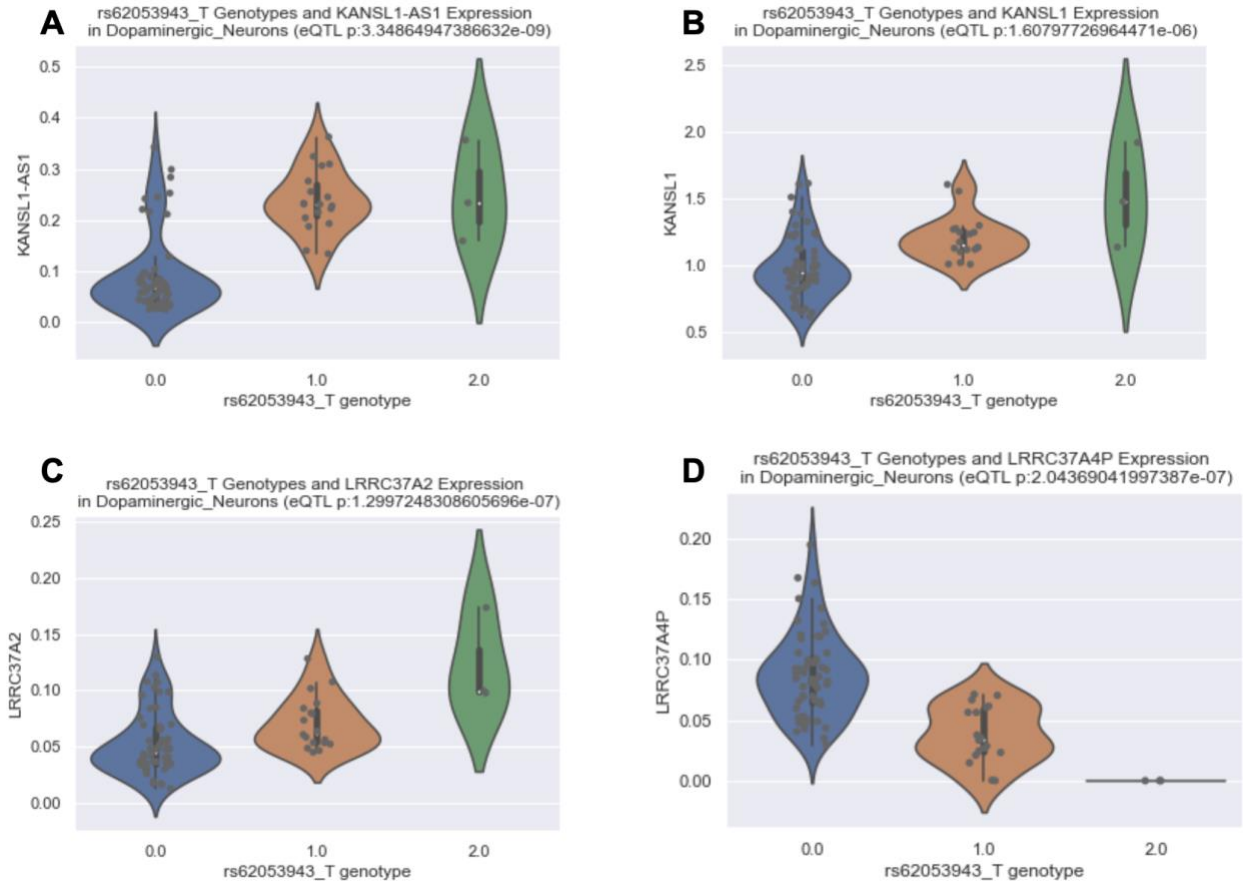 A
rs62053943_T Genotypes and KANSL1-AS1 Expression
in Dopaminergic_Neurons (eQTL p:3.34864947386632e-09)
0.5
0.4
0.3
0.2
0.1
0.0
KANSL1-AS1
0.0 1.0 2.0
rs62053943_T genotype
B
rs62053943_T Genotypes and KANSL1 Expression
in Dopaminergic_Neurons (eQTL p:1.60797726964471e-06)
2.5
2.0
1.5
1.0
0.5
KANSL1
0.0 1.0 2.0
rs62053943_T genotype
C
rs62053943_T Genotypes and LRRC37A2 Expression
in Dopaminergic_Neurons (eQTL p:1.2997248308605696e-07)
0.25
0.20
0.15
0.10
0.05
0.00
LRRC37A2
0.0 1.0 2.0
rs62053943_T genotype
D
rs62053943_T Genotypes and LRRC37A4P Expression
in Dopaminergic_Neurons (eQTL p:2.04369041997387e-07)
0.20
0.15
0.10
0.05
0.00
LRRC37A4P
0.0 1.0 2.0
rs62053943_T genotype